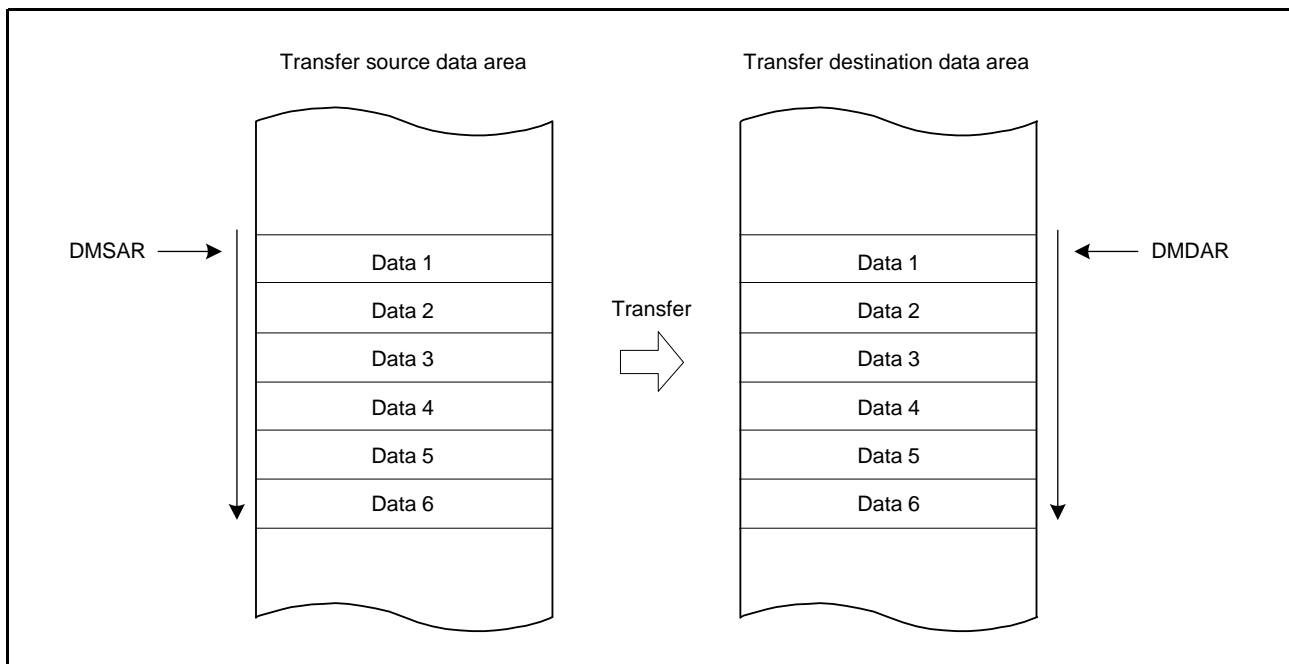 Transfer source data area
Transfer destination data area
DMSAR
Data 1
Data 2
Data 3
Data 4
Data 5
Data 6
Transfer
Data 1
Data 2
Data 3
Data 4
Data 5
Data 6
DMDAR